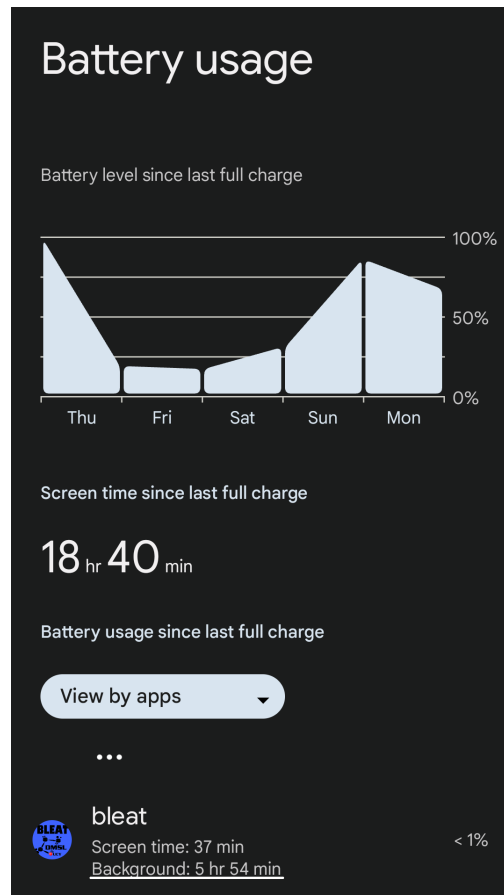 Battery usage
Battery level since last full charge
100%
50%
0%
Thu Fri Sat Sun Mon
Screen time since last full charge
18 hr 40 min
Battery usage since last full charge
View by apps
...
BLEAT
bleat
Screen time: 37 min
< 1%
Background: 5 hr 54 min